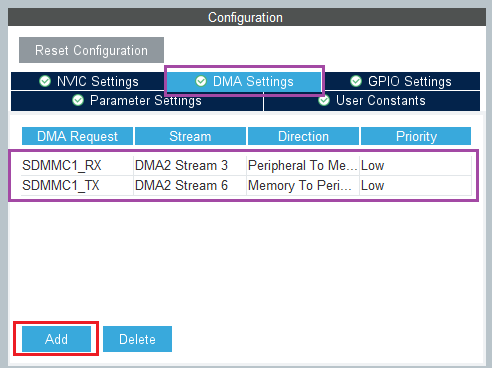 Configuration
Reset Configuration
NVIC Settings DMA Settings GPIO Settings
Parameter Settings User Constants
DMA Request Stream Direction Priority
SDMMC1_RX DMA2 Stream 3 Peripheral To Me... Low
SDMMC1_TX DMA2 Stream 6 Memory To Peri... Low
Add Delete